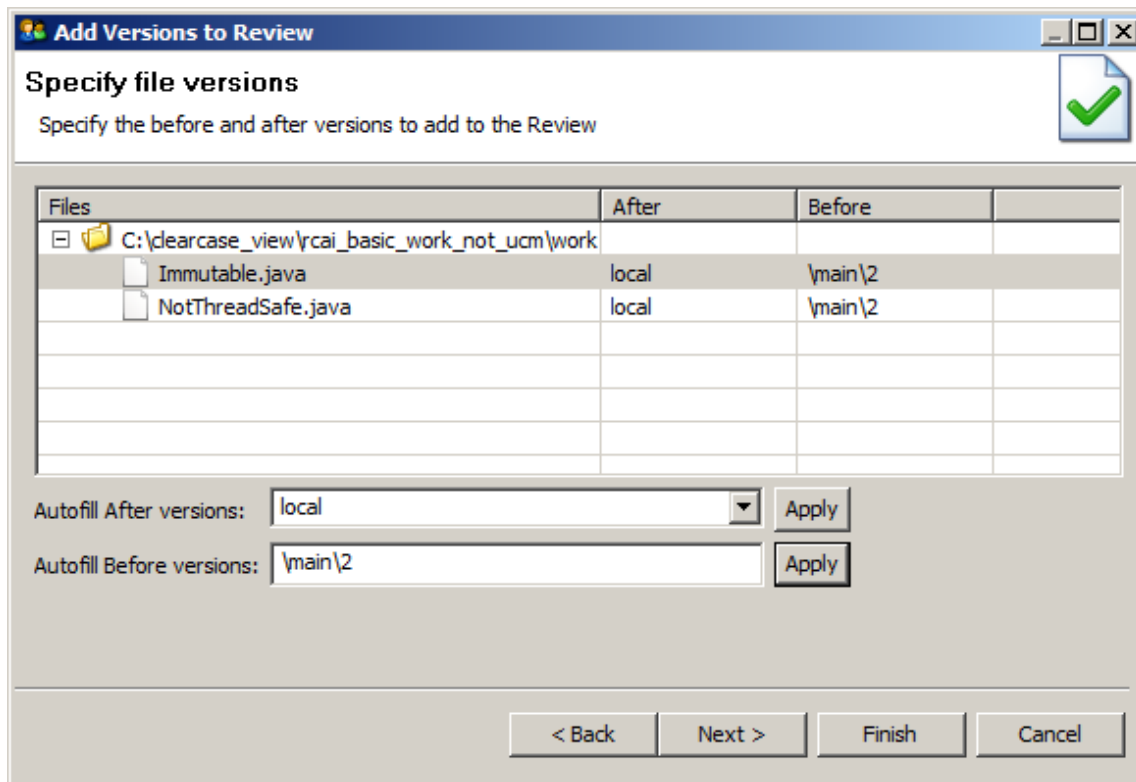 Add Versions to Review
Specify file versions
Specify the before and after versions to add to the Review
Files After Before
C:\clearcase_view\rcai_basic_work_not_ucm\work
Immutable.java local \main\2
NotThreadSafe.java local \main\2
Autofill After versions: local Apply
Autofill Before versions: \main\2 Apply
< Back Next > Finish Cancel